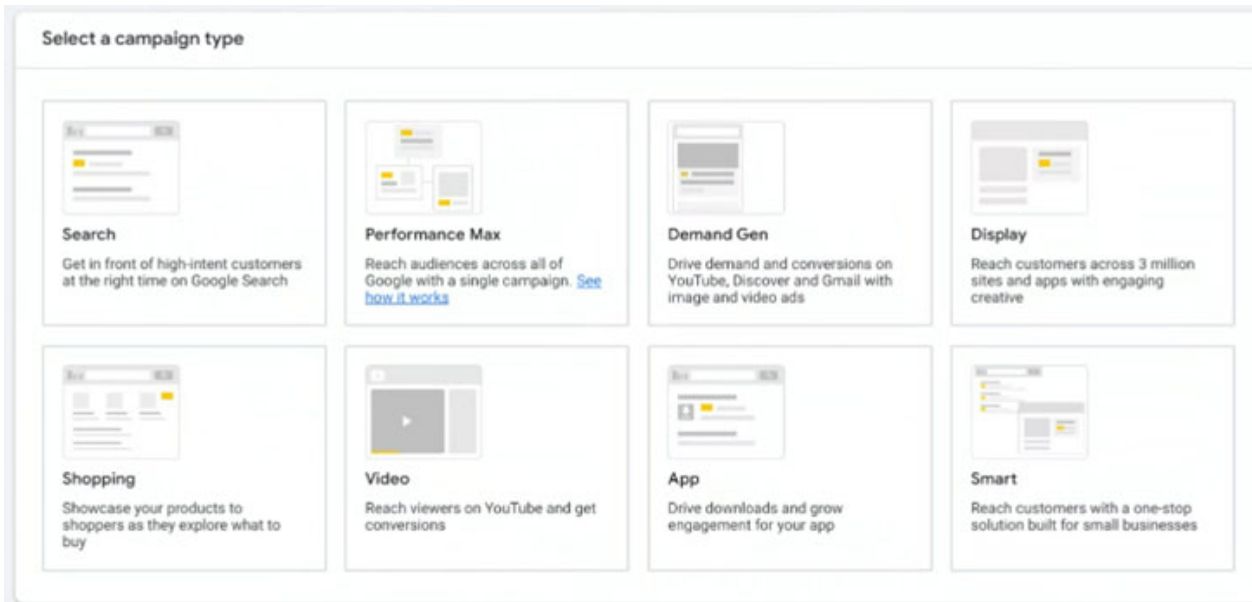 Select a campaign type
Search
Get in front of high-intent customers
at the right time on Google Search
Performance Max
Reach audiences across all of
Google with a single campaign. See
how it works
Demand Gen
Drive demand and conversions on
YouTube, Discover and Gmail with
image and video ads
Display
Reach customers across 3 million
sites and apps with engaging
creative
Shopping
Showcase your products to
shoppers as they explore what to
buy
Video
Reach viewers on YouTube and get
conversions
App
Drive downloads and grow
engagement for your app
Smart
Reach customers with a one-stop
solution built for small businesses